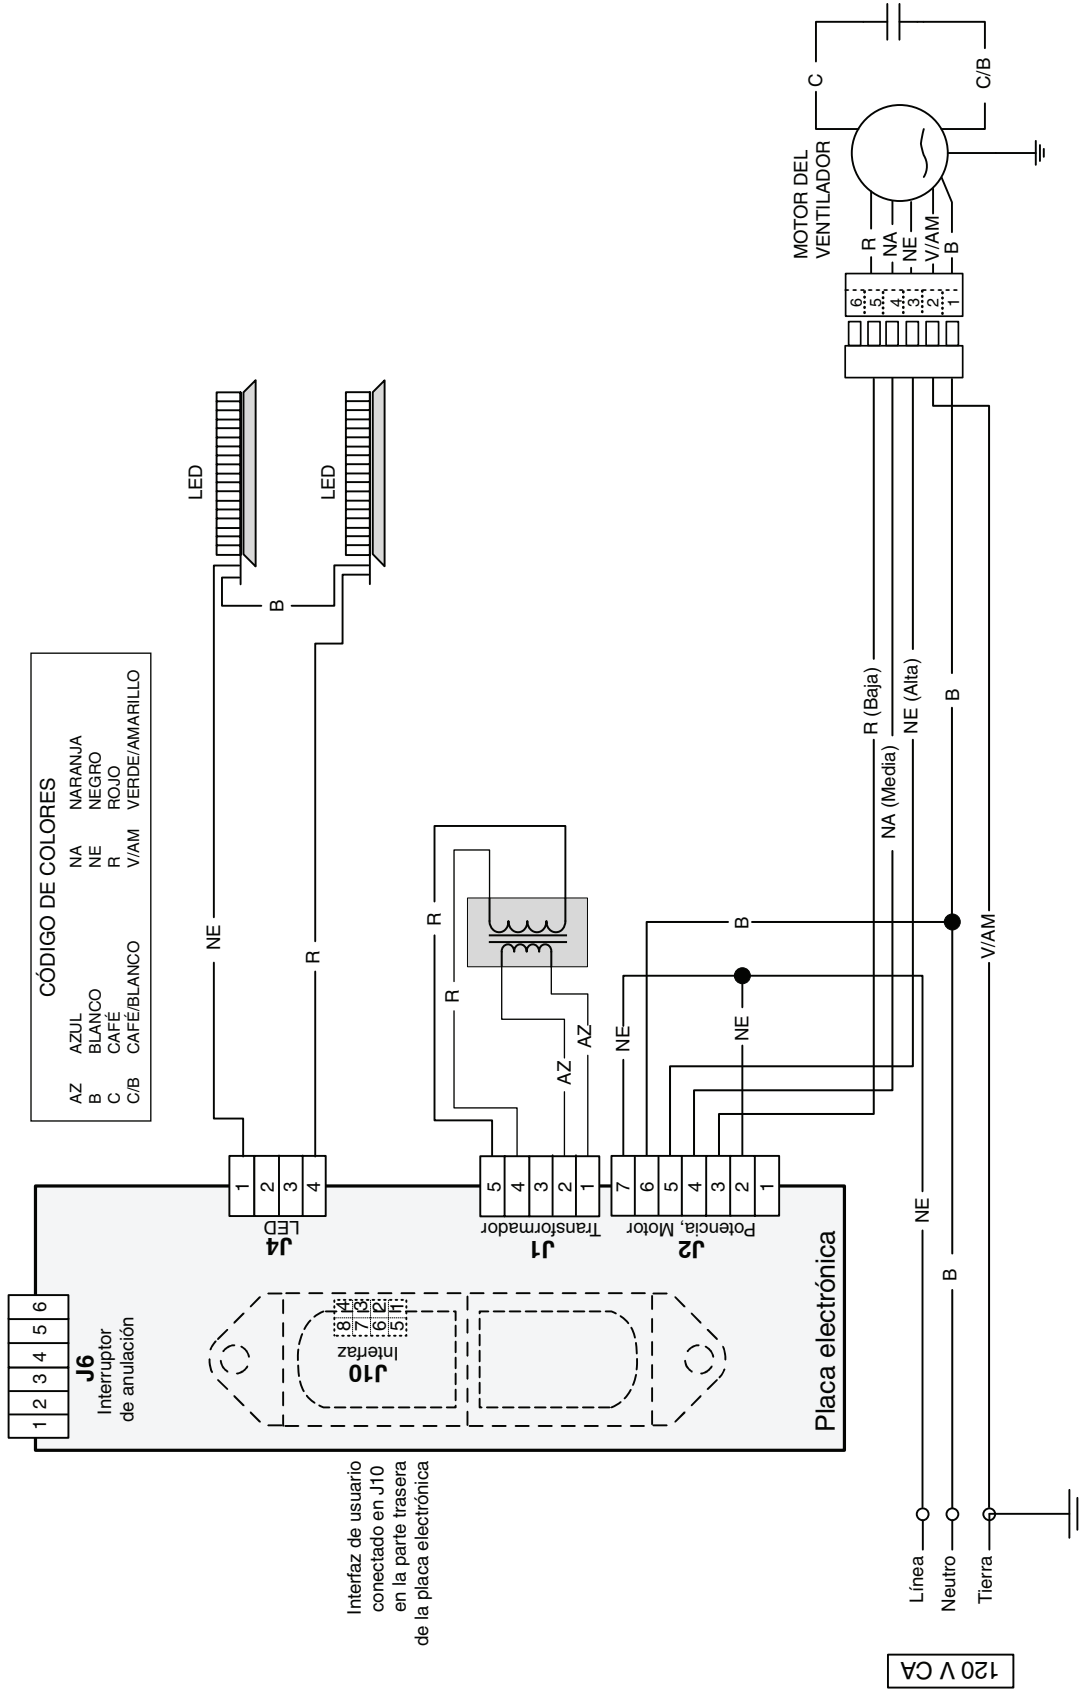 CÓDIGO DE COLORES
AZ AZUL NA NARANJA
B BLANCO NE NEGRO
C CAFÉ R ROJO
C/B CAFÉ/BLANCO V/AM VERDE/AMARILLO
1 2 3 4 5 6
J6
Interruptor
de anulación
Interfaz de usuario
conectado en J10
en la parte trasera
de la placa electrónica
J10
Interfaz
8 4
7 3
6 2
5 1
Placa electrónica
J4
LED
1
2
3
4
NE
R
B
LED
LED
J1
Transformador
5
4
3
2
1
R
R
AZ
AZ
J2
Potencia, Motor
7
6
5
4
3
2
1
NE
B
NE
R (Baja)
NA (Media)
NE (Alta)
B
V/AM
NE
B
Línea
Neutro
Tierra
120 V CA
6
5
4
3
2
1
R
NA
NE
V/AM
B
MOTOR DEL
VENTILADOR
C
C/B